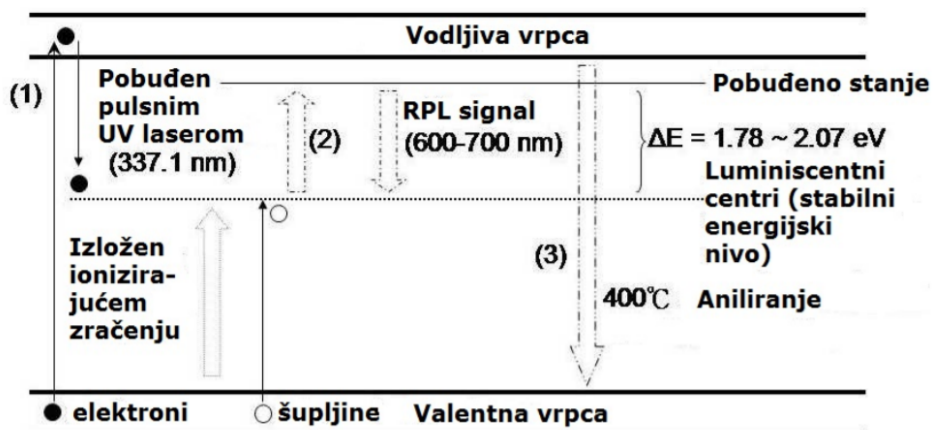 Vodljiva vrpca
(1)
Pobuđen
pulsnim
UV laserom
(337.1 nm)
(2)
RPL signal
(600-700 nm)
Pobuđeno stanje
ΔE = 1.78 ~ 2.07 eV
Luminiscentni
centri (stabilni
energijski
nivo)
Izložen
ionizira-
jućem
zračenju
(3)
400℃ Aniliranje
elektroni
šupljine
Valentna vrpca